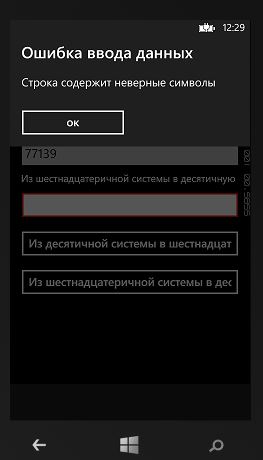 12:29
Ошибка ввода данных
Строка содержит неверные символы
ок
77139
Из шестнадцатеричной системы в десятичную
Из десятичной системы в шестнадцат
Из шестнадцатеричной системы в дес